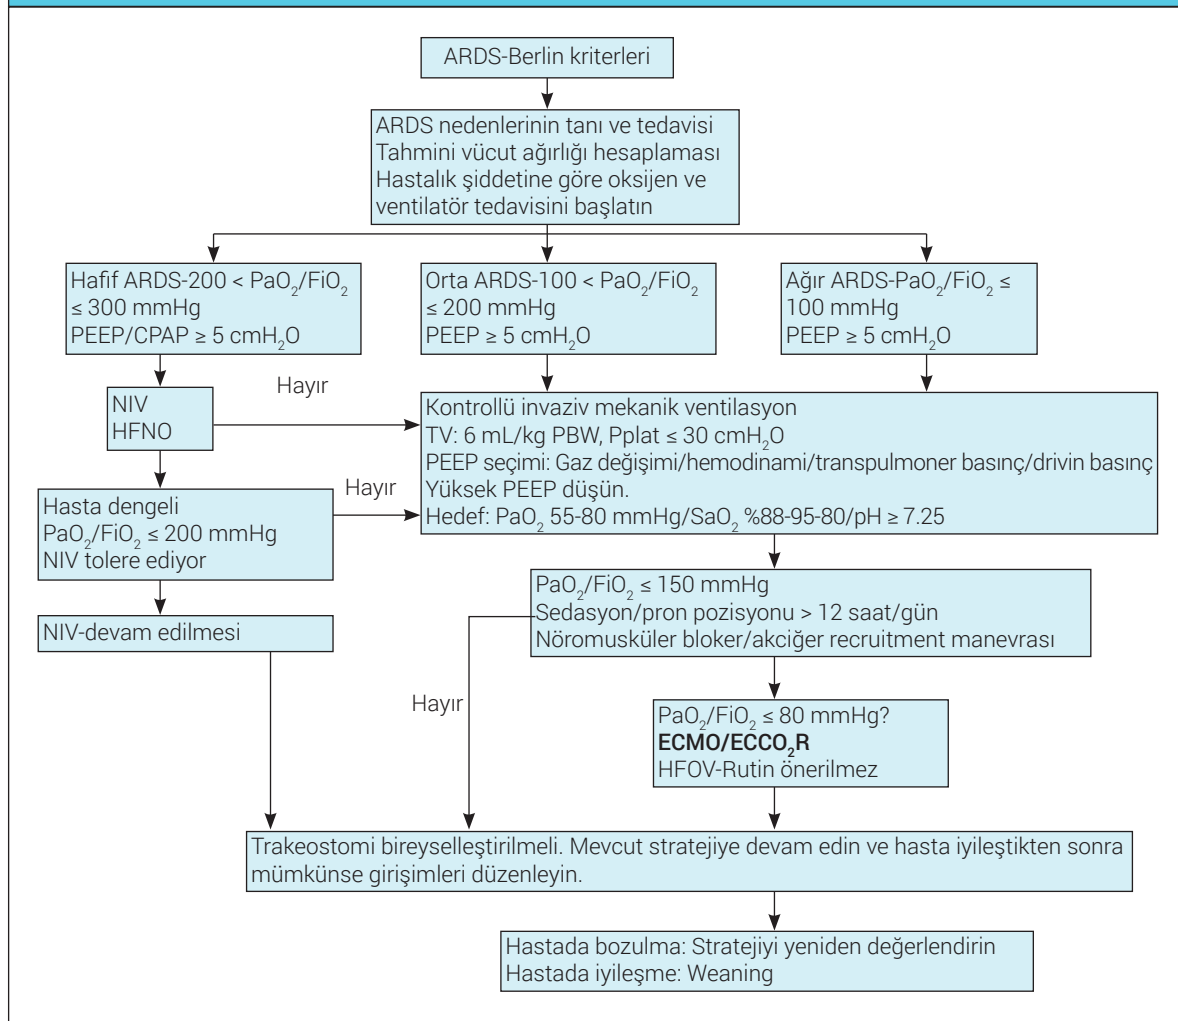 ARDS-Berlin kriterleri
ARDS nedenlerinin tanı ve tedavisi
Tahmini vücut ağırlığı hesaplaması
Hastalık şiddetine göre oksijen ve
ventilatör tedavisini başlatın
Hafif ARDS-200 < PaO₂/FiO₂
≤ 300 mmHg
PEEP/CPAP ≥ 5 cmH₂O
Orta ARDS-100 < PaO₂/FiO₂
≤ 200 mmHg
PEEP ≥ 5 cmH₂O
Ağır ARDS-PaO₂/FiO₂ ≤
100 mmHg
PEEP ≥ 5 cmH₂O
Hayır
NIV
HFNO
Kontrollü invaziv mekanik ventilasyon
TV: 6 mL/kg PBW, Pplat ≤ 30 cmH₂O
PEEP seçimi: Gaz değişimi/hemodinami/transpulmoner basınç/drivin basınç
Yüksek PEEP düşün.
Hedef: PaO₂ 55-80 mmHg/SaO₂ %88-95-80/pH ≥ 7.25
Hayır
Hasta dengeli
PaO₂/FiO₂ ≤ 200 mmHg
NIV tolere ediyor
PaO₂/FiO₂ ≤ 150 mmHg
Sedasyon/pron pozisyonu > 12 saat/gün
Nöromusküler bloker/akciğer recruitment manevrası
NIV-devam edilmesi
Hayır
PaO₂/FiO₂ ≤ 80 mmHg?
ECMO/ECCO₂R
HFOV-Rutin önerilmez
Trakeostomi bireyselleştirilmeli. Mevcut stratejiye devam edin ve hasta iyileştikten sonra
mümkünse girişimleri düzenleyin.
Hastada bozulma: Stratejiyi yeniden değerlendirin
Hastada iyileşme: Weaning